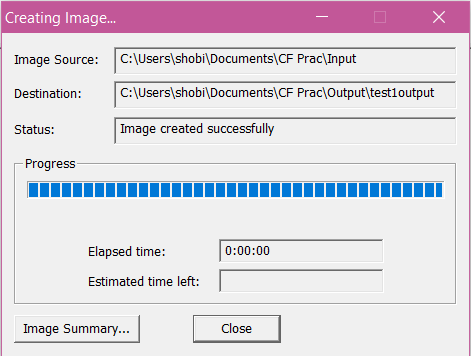 Creating Image...
Image Source: C:\Users\shobi\Documents\CF Prac\Input
Destination: C:\Users\shobi\Documents\CF Prac\Output\test1output
Status: Image created successfully
Progress
Elapsed time: 0:00:00
Estimated time left:
Image Summary... Close